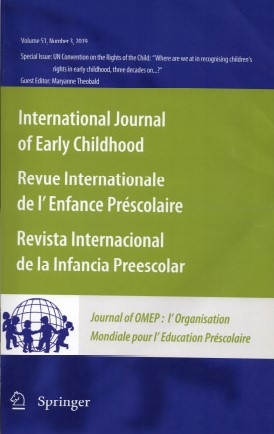 Volume 51, Number 3, 2019
Special Issue: UN Convention on the Rights of the Child: "Where are we at in recognising children's
rights in early childhood, three decades on...?"
Guest Editor: Maryanne Theobald
International Journal
of Early Childhood
Revue Internationale
de l' Enfance Préscolaire
Revista Internacional
de la Infancia Preescolar
Journal of OMEP : l' Organisation
Mondiale pour l' Education Préscolaire
Springer